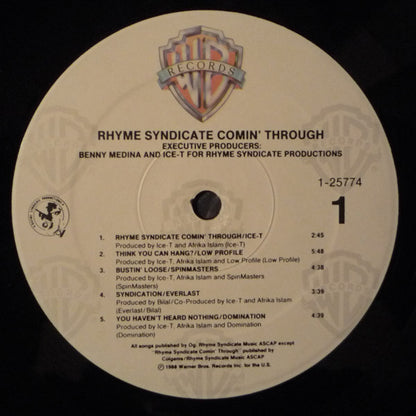 WB
RECORDS
RHYME SYNDICATE COMIN' THROUGH
EXECUTIVE PRODUCERS:
BENNY MEDINA AND ICE-T FOR RHYME SYNDICATE PRODUCTIONS
1-25774
1
1. RHYME SYNDICATE COMIN' THROUGH/ICE-T 2:45
Produced by Ice-T and Afrika Islam (Ice-T)
2. THINK YOU CAN HANG?/LOW PROFILE 5:48
Produced by Ice-T, Afrika Islam and Low Profile (Low Profile)
3. BUSTIN' LOOSE/SPINMASTERS 4:38
Produced by Ice-T, Afrika Islam and SpinMasters
(SpinMasters)
4. SYNDICATION/EVERLAST 3:39
Produced by Bilal/Co-Produced by Ice-T and Afrika Islam
(Everlast/Bilal)
5. YOU HAVEN'T HEARD NOTHING/DOMINATION 4:39
Produced by Ice-T, Afrika Islam and Domination
(Domination)
All songs published by Og. Rhyme Syndicate Music ASCAP except
"Rhyme Syndicate Comin' Through" published by
Colgems/Rhyme Syndicate Music ASCAP
1988 Warner Bros. Records Inc. for the U.S.